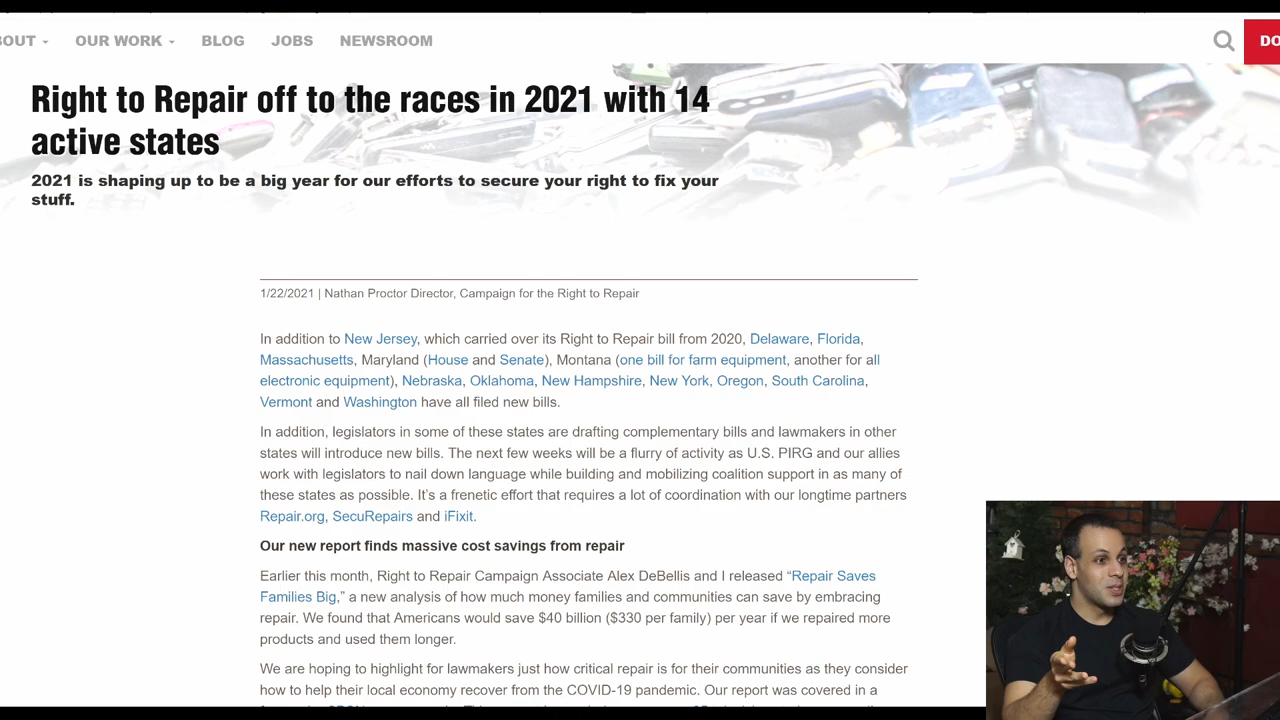 OUT
OUR WORK
BLOG
JOBS
NEWSROOM
DO
Right to Repair off to the races in 2021 with 14
active states
2021 is shaping up to be a big year for our efforts to secure your right to fix your
stuff.
1/22/2021 | Nathan Proctor Director, Campaign for the Right to Repair
In addition to New Jersey, which carried over its Right to Repair bill from 2020, Delaware, Florida,
Massachusetts, Maryland (House and Senate), Montana (one bill for farm equipment, another for all
electronic equipment), Nebraska, Oklahoma, New Hampshire, New York, Oregon, South Carolina,
Vermont and Washington have all filed new bills.
In addition, legislators in some of these states are drafting complementary bills and lawmakers in other
states will introduce new bills. The next few weeks will be a flurry of activity as U.S. PIRG and our allies
work with legislators to nail down language while building and mobilizing coalition support in as many of
these states as possible. It's a frenetic effort that requires a lot of coordination with our longtime partners
Repair.org, SecuRepairs and iFixit.
Our new report finds massive cost savings from repair
Earlier this month, Right to Repair Campaign Associate Alex DeBellis and I released “Repair Saves
Families Big,” a new analysis of how much money families and communities can save by embracing
repair. We found that Americans would save $40 billion ($330 per family) per year if we repaired more
products and used them longer.
We are hoping to highlight for lawmakers just how critical repair is for their communities as they consider
how to help their local economy recover from the COVID-19 pandemic. Our report was covered in a